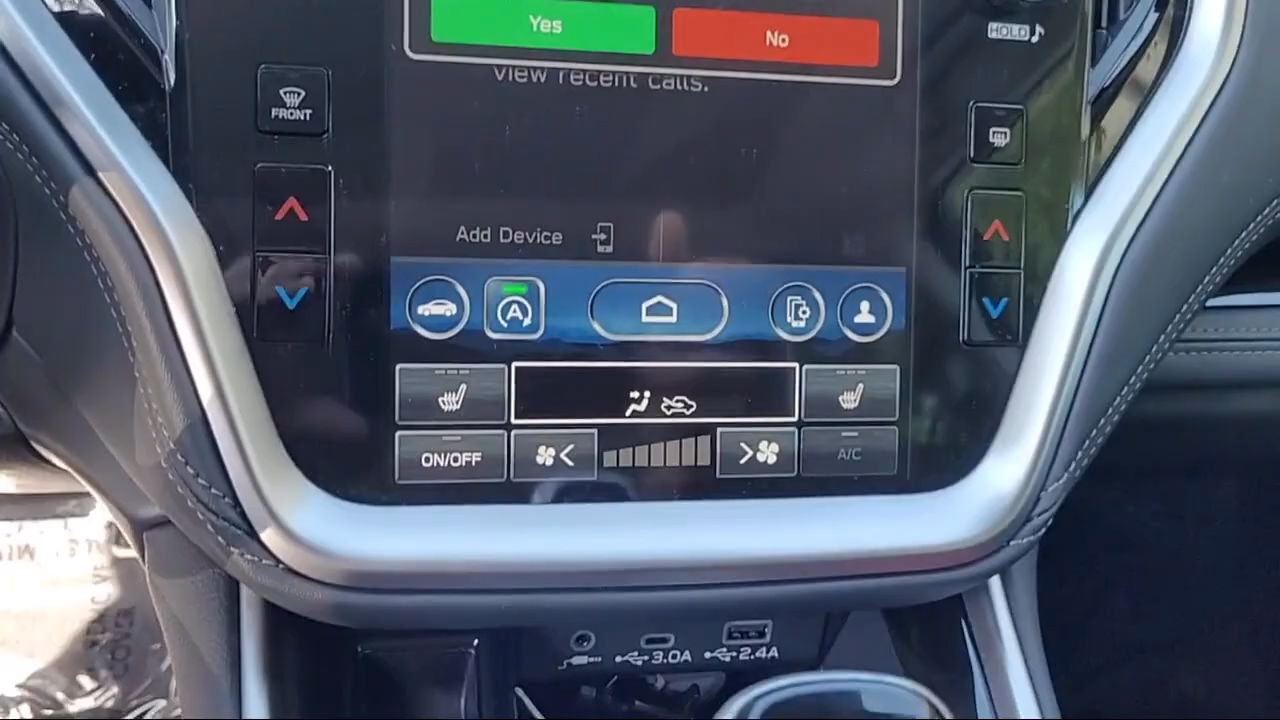 Yes
No
HOLD
view recent calls.
FRONT
Add Device
A
ON/OFF
A/C
3.0A
2.4A